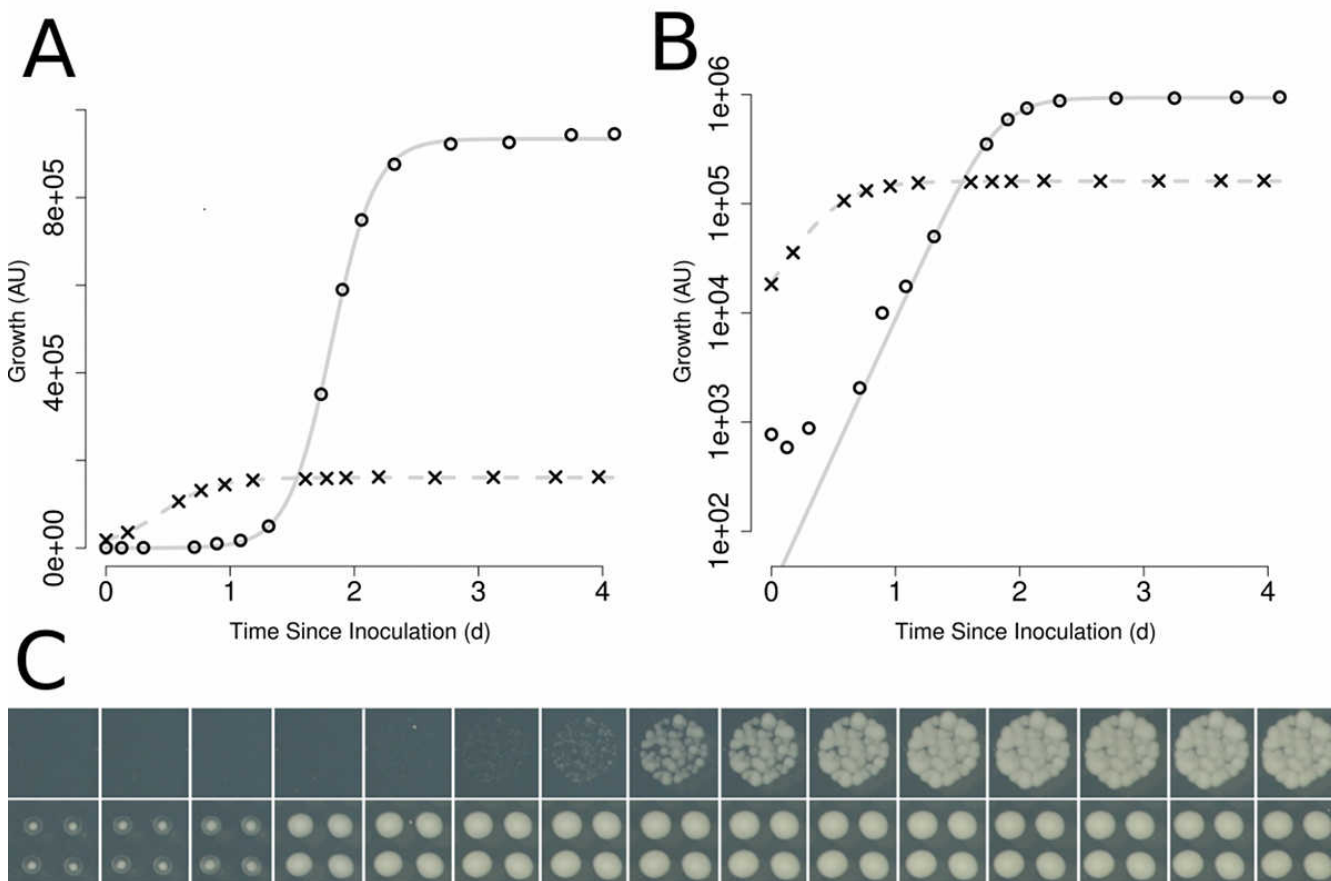 A
B
Growth (AU)
0e+00
4e+05
8e+05
0
1
2
3
4
Time Since Inoculation (d)
Growth (AU)
1e+02
1e+03
1e+04
1e+05
1e+06
0
1
2
3
4
Time Since Inoculation (d)
C